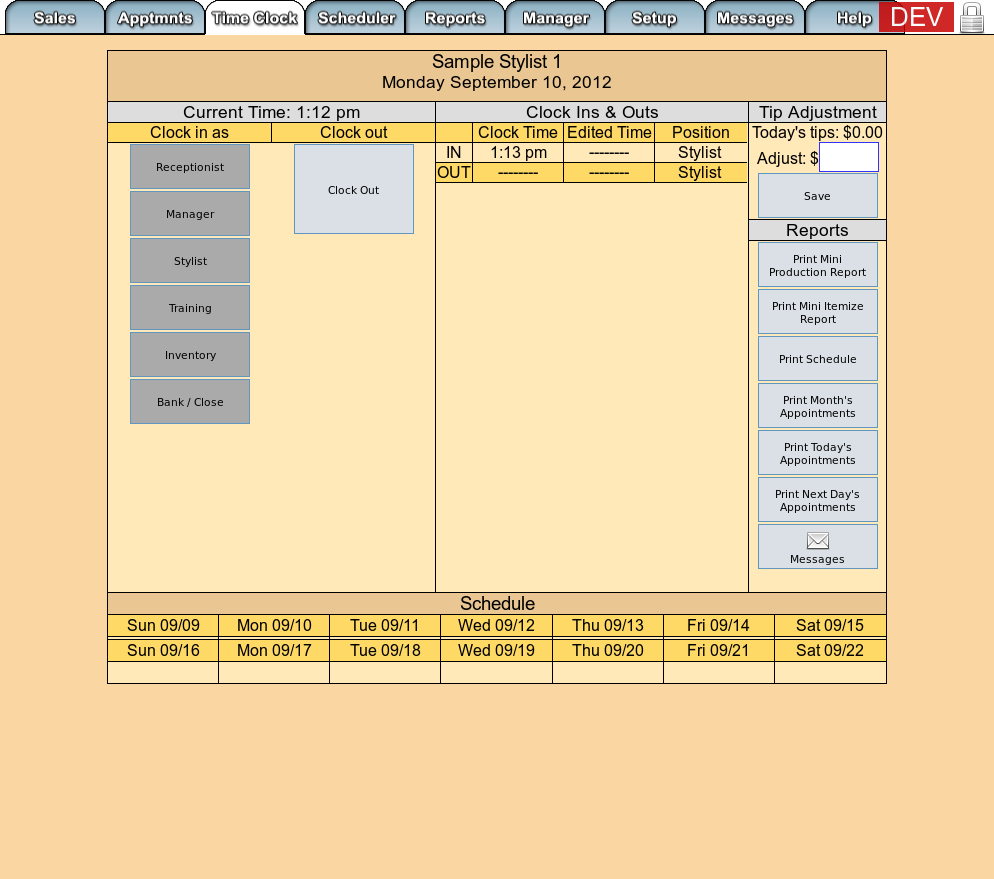 Sales Apptmnts Time Clock Scheduler Reports Manager Setup Messages Help DEV
Sample Stylist 1
Monday September 10, 2012
Current Time: 1:12 pm
Clock in as Clock out
Receptionist
Manager
Stylist
Training
Inventory
Bank / Close
Clock Out
Clock Ins & Outs
Clock Time Edited Time Position
IN 1:13 pm -------- Stylist
OUT -------- -------- Stylist
Tip Adjustment
Today's tips: $0.00
Adjust: $
Save
Reports
Print Mini
Production Report
Print Mini Itemize
Report
Print Schedule
Print Month's
Appointments
Print Today's
Appointments
Print Next Day's
Appointments
Messages
Schedule
Sun 09/09 Mon 09/10 Tue 09/11 Wed 09/12 Thu 09/13 Fri 09/14 Sat 09/15
Sun 09/16 Mon 09/17 Tue 09/18 Wed 09/19 Thu 09/20 Fri 09/21 Sat 09/22